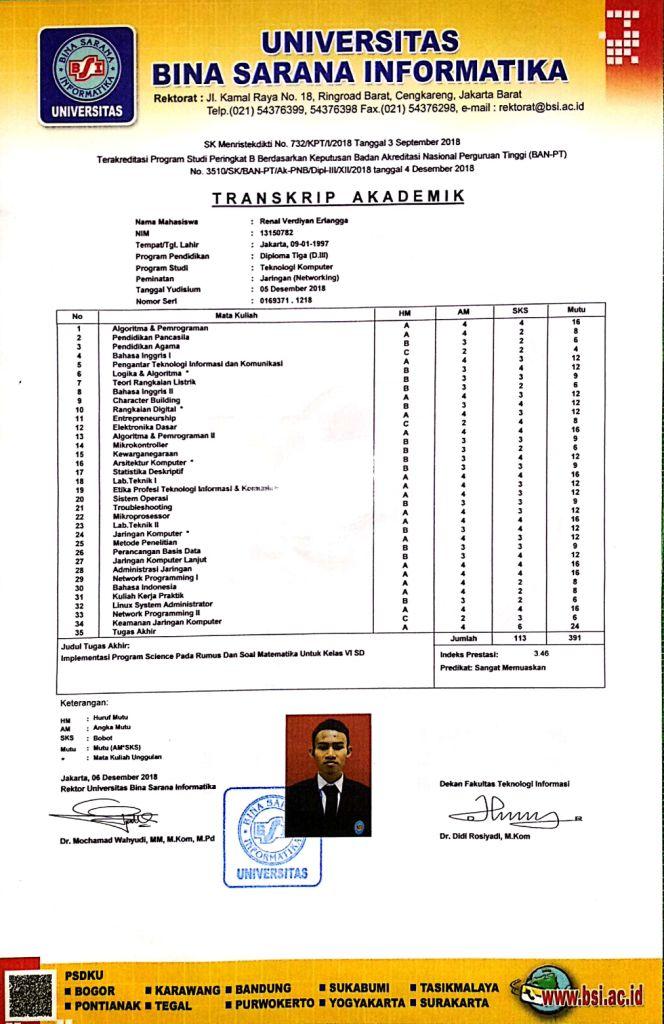 UNIVERSITAS
BINA SARANA INFORMATIKA
Rektorat : Jl. Kamal Raya No. 18, Ringroad Barat, Cengkareng, Jakarta Barat
Telp.(021) 54376399, 54376398 Fax.(021) 54376298, e-mail : rektorat@bsi.ac.id
BINA SARANA
BSI
INFORMATIKA
UNIVERSITAS
SK Menristekdikti No. 732/KPT/I/2018 Tanggal 3 September 2018
Terakreditasi Program Studi Peringkat B Berdasarkan Keputusan Badan Akreditasi Nasional Perguruan Tinggi (BAN-PT)
No. 3510/SK/BAN-PT/Ak-PNB/Dipl-III/XII/2018 tanggal 4 Desember 2018
TRANSKRIP AKADEMIK
Nama Mahasiswa : Renal Verdiyan Erlangga
NIM : 13150782
Tempat/Tgl. Lahir : Jakarta, 09-01-1997
Program Pendidikan : Diploma Tiga (D.III)
Program Studi : Teknologi Komputer
Peminatan : Jaringan (Networking)
Tanggal Yudisium : 05 Desember 2018
Nomor Seri : 0169371 . 1218
No Mata Kuliah HM AM SKS Mutu
1 Algoritma & Pemrograman A 4 4 16
2 Pendidikan Pancasila A 4 2 8
3 Pendidikan Agama B 3 2 6
4 Bahasa Inggris I C 2 2 4
5 Pengantar Teknologi Informasi dan Komunikasi A 4 3 12
6 Logika & Algoritma * B 3 4 12
7 Teori Rangkaian Listrik B 3 3 9
8 Bahasa Inggris II B 3 2 6
9 Character Building A 4 3 12
10 Rangkaian Digital * B 3 4 12
11 Entrepreneurship A 4 3 12
12 Elektronika Dasar C 2 4 8
13 Algoritma & Pemrograman II A 4 4 16
14 Mikrokontroller B 3 3 9
15 Kewarganegaraan B 3 2 6
16 Arsitektur Komputer * B 3 4 12
17 Statistika Deskriptif B 3 3 9
18 Lab.Teknik I A 4 4 16
19 Etika Profesi Teknologi Informasi & Komunikasi A 4 3 12
20 Sistem Operasi A 4 3 12
21 Troubleshooting B 3 3 9
22 Mikroprosessor A 4 3 12
23 Lab.Teknik II A 4 4 16
24 Jaringan Komputer * B 3 4 12
25 Metode Penelitian A 4 3 12
26 Perancangan Basis Data B 3 3 9
27 Jaringan Komputer Lanjut B 3 4 12
28 Administrasi Jaringan A 4 4 16
29 Network Programming I A 4 4 16
30 Bahasa Indonesia A 4 2 8
31 Kuliah Kerja Praktik A 4 2 8
32 Linux System Administrator B 3 2 6
33 Network Programming II A 4 4 16
34 Keamanan Jaringan Komputer C 2 3 6
35 Tugas Akhir A 4 6 24
Jumlah 113 391
Judul Tugas Akhir:
Implementasi Program Science Pada Rumus Dan Soal Matematika Untuk Kelas VI SD
Indeks Prestasi: 3.46
Predikat: Sangat Memuaskan
Keterangan:
HM : Huruf Mutu
AM : Angka Mutu
SKS : Bobot
Mutu : Mutu (AM*SKS)
* : Mata Kuliah Unggulan
Jakarta, 06 Desember 2018
Rektor Universitas Bina Sarana Informatika
Dekan Fakultas Teknologi Informasi
Dr. Mochamad Wahyudi, MM, M.Kom, M.Pd
Dr. Didi Rosiyadi, M.Kom
BINA SARANA
BSI
INFORMATIKA
UNIVERSITAS
PSDKU
■ BOGOR ■ KARAWANG ■ BANDUNG ■ SUKABUMI ■ TASIKMALAYA
■ PONTIANAK ■ TEGAL ■ PURWOKERTO ■ YOGYAKARTA ■ SURAKARTA
www.bsi.ac.id